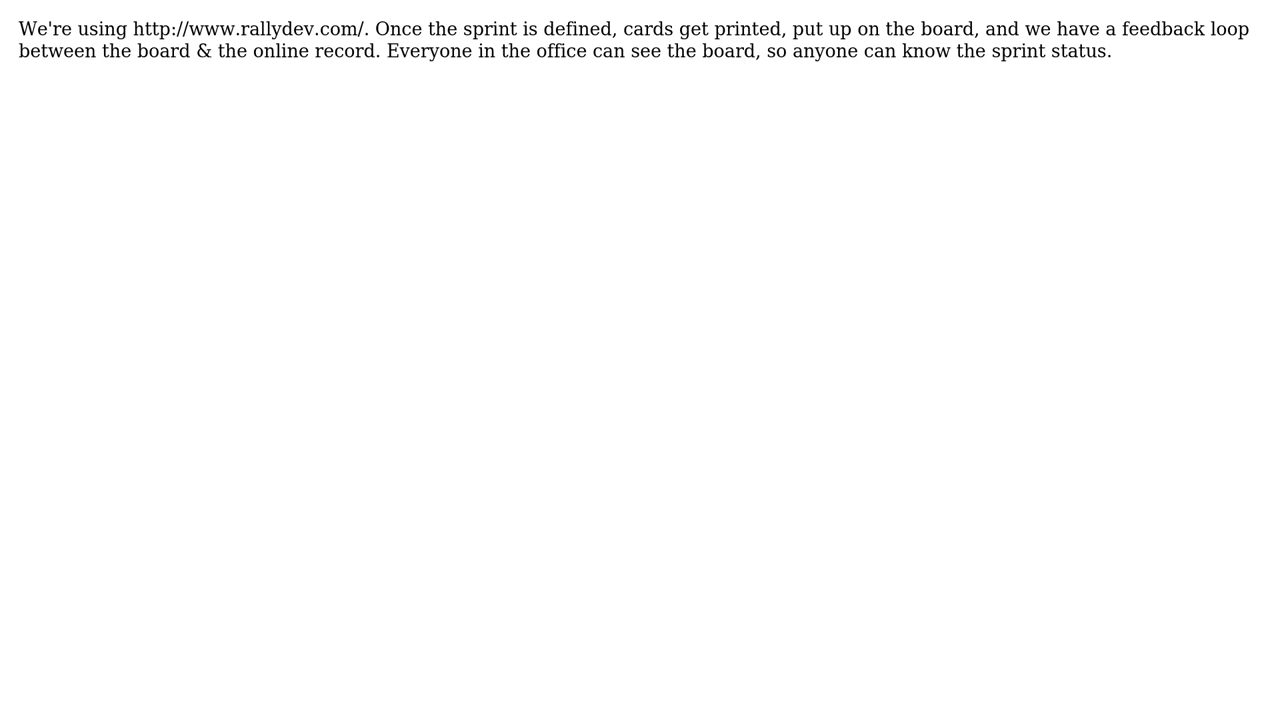 We're using http://www.rallydev.com/. Once the sprint is defined, cards get printed, put up on the board, and we have a feedback loop
between the board & the online record. Everyone in the office can see the board, so anyone can know the sprint status.